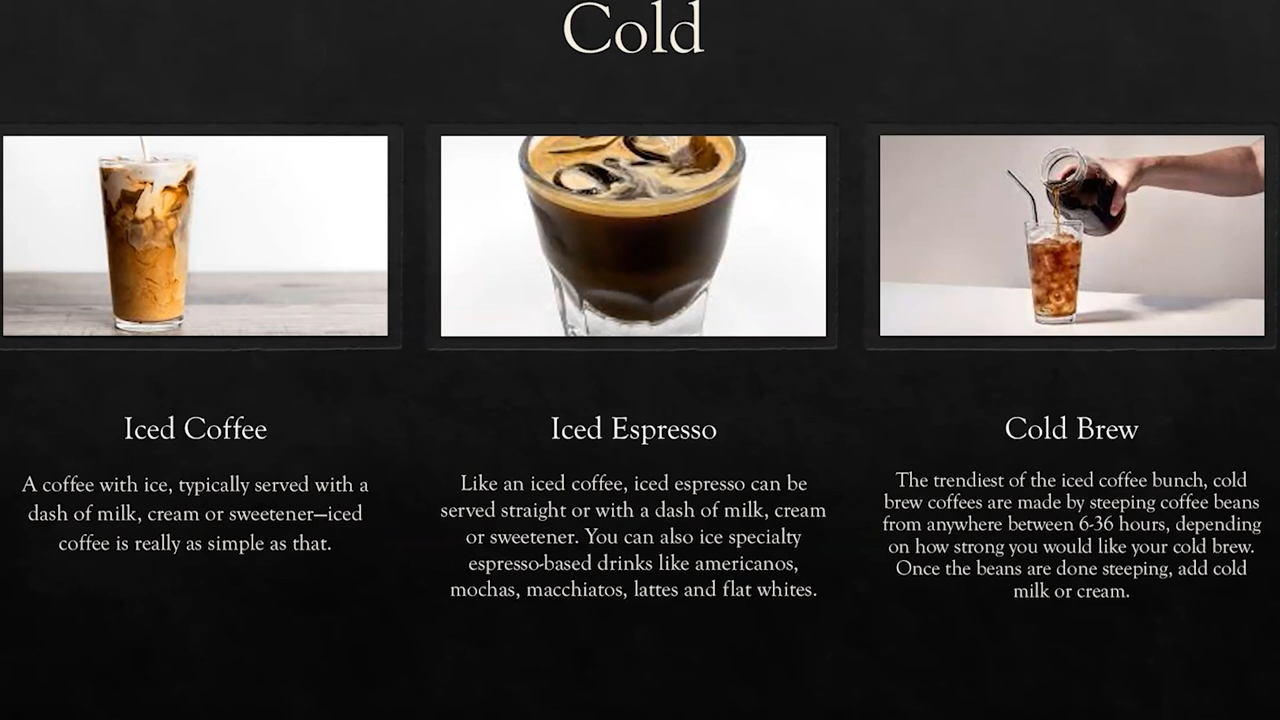 Cold
Iced Coffee
A coffee with ice, typically served with a
dash of milk, cream or sweetener—iced
coffee is really as simple as that.
Iced Espresso
Like an iced coffee, iced espresso can be
served straight or with a dash of milk, cream
or sweetener. You can also ice specialty
espresso-based drinks like americanos,
mochas, macchiatos, lattes and flat whites.
Cold Brew
The trendiest of the iced coffee bunch, cold
brew coffees are made by steeping coffee beans
from anywhere between 6-36 hours, depending
on how strong you would like your cold brew.
Once the beans are done steeping, add cold
milk or cream.